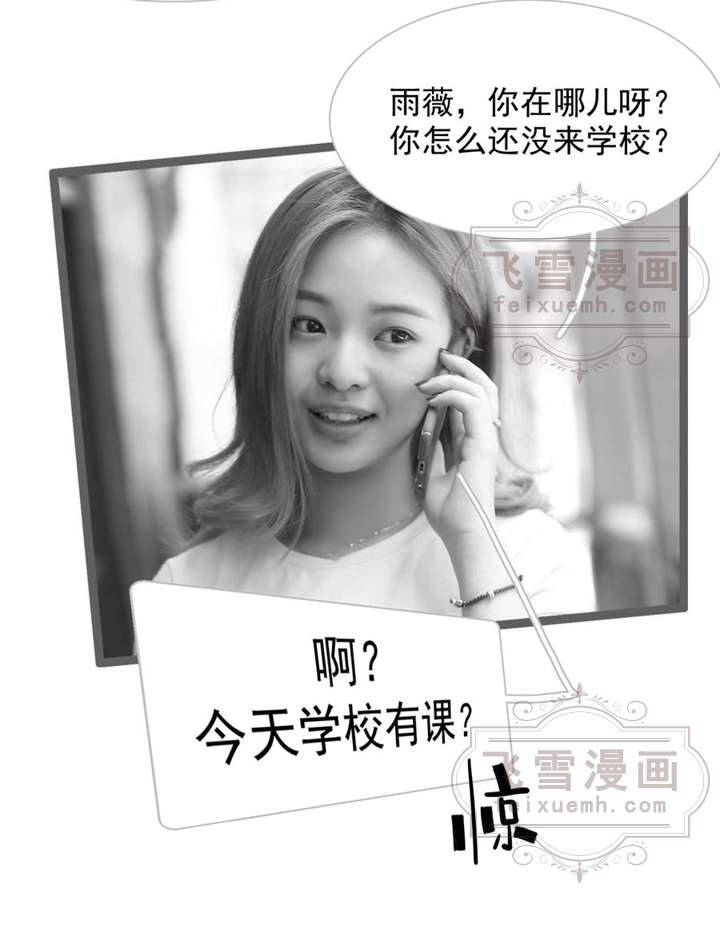 雨薇，你在哪儿呀？
你怎么还没来学校？
飞雪漫画
feixuemh.com
啊？
今天学校有课？
惊
飞雪漫画
feixuemh.com